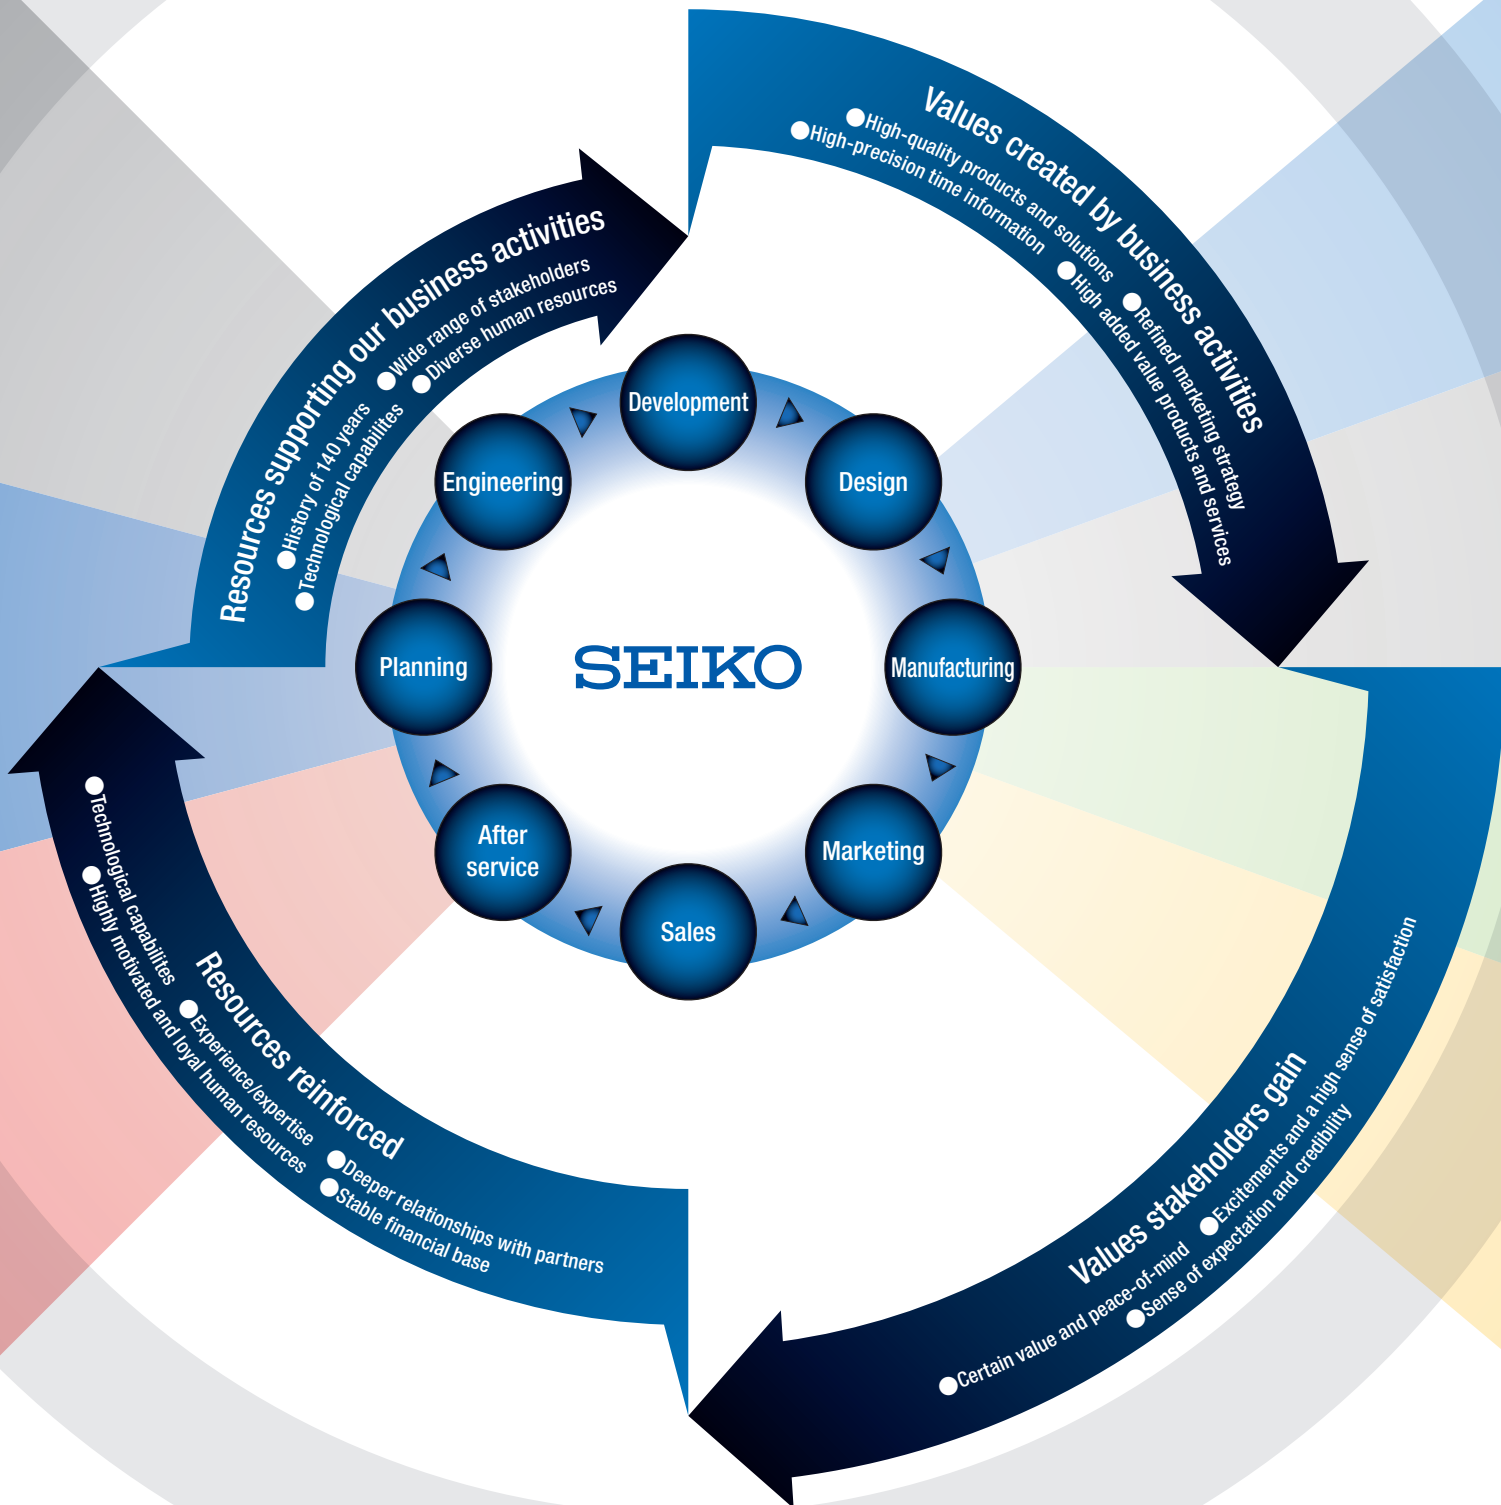 Values created by business activities
●High-quality products and solutions
●Refined marketing strategy
●High-precision time information
●High added value products and services
Resources supporting our business activities
●History of 140 years
●Wide range of stakeholders
●Technological capabilites
●Diverse human resources
Development
Design
Manufacturing
Marketing
Sales
After
service
Planning
Engineering
SEIKO
Values stakeholders gain
●Certain value and peace-of-mind
●Excitements and a high sense of satisfaction
●Sense of expectation and credibility
Resources reinforced
●Technological capabilites
●Experience/expertise
●Deeper relationships with partners
●Highly motivated and loyal human resources
●Stable financial base